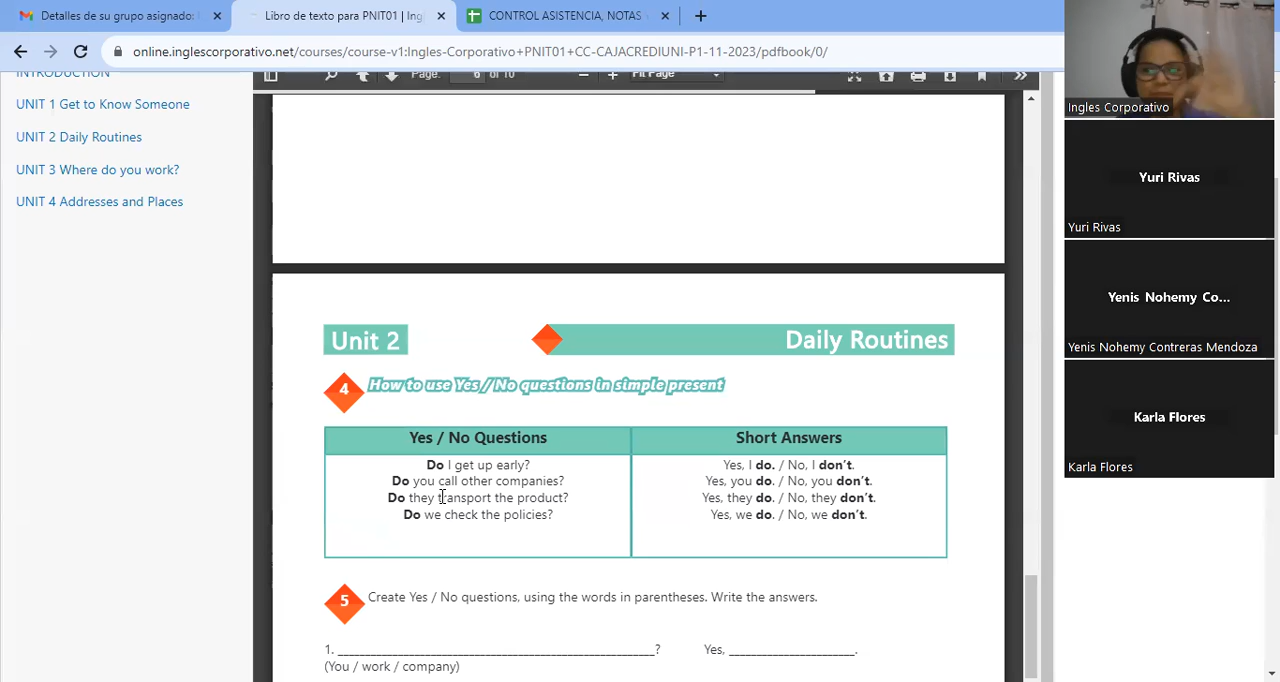 Detalles de su grupo asignado:
Libro de texto para PNIT01 | Ing
CONTROL ASISTENCIA, NOTAS
online.inglescorporativo.net/courses/course-v1:Ingles-Corporativo+PNIT01+CC-CAJACREDIUNI-P1-11-2023/pdfbook/0/
INTRODUCTION
UNIT 1 Get to Know Someone
UNIT 2 Daily Routines
UNIT 3 Where do you work?
UNIT 4 Addresses and Places
Page: 6 of 10
Fit Page
Unit 2
Daily Routines
4
How to use Yes / No questions in simple present
Yes / No Questions
Short Answers
Do I get up early?
Yes, I do. / No, I don't.
Do you call other companies?
Yes, you do. / No, you don't.
Do they transport the product?
Yes, they do. / No, they don't.
Do we check the policies?
Yes, we do. / No, we don't.
5
Create Yes / No questions, using the words in parentheses. Write the answers.
1. ______________________________________? Yes, ____________________.
(You / work / company)
Ingles Corporativo
Yuri Rivas
Yuri Rivas
Yenis Nohemy Co...
Yenis Nohemy Contreras Mendoza
Karla Flores
Karla Flores